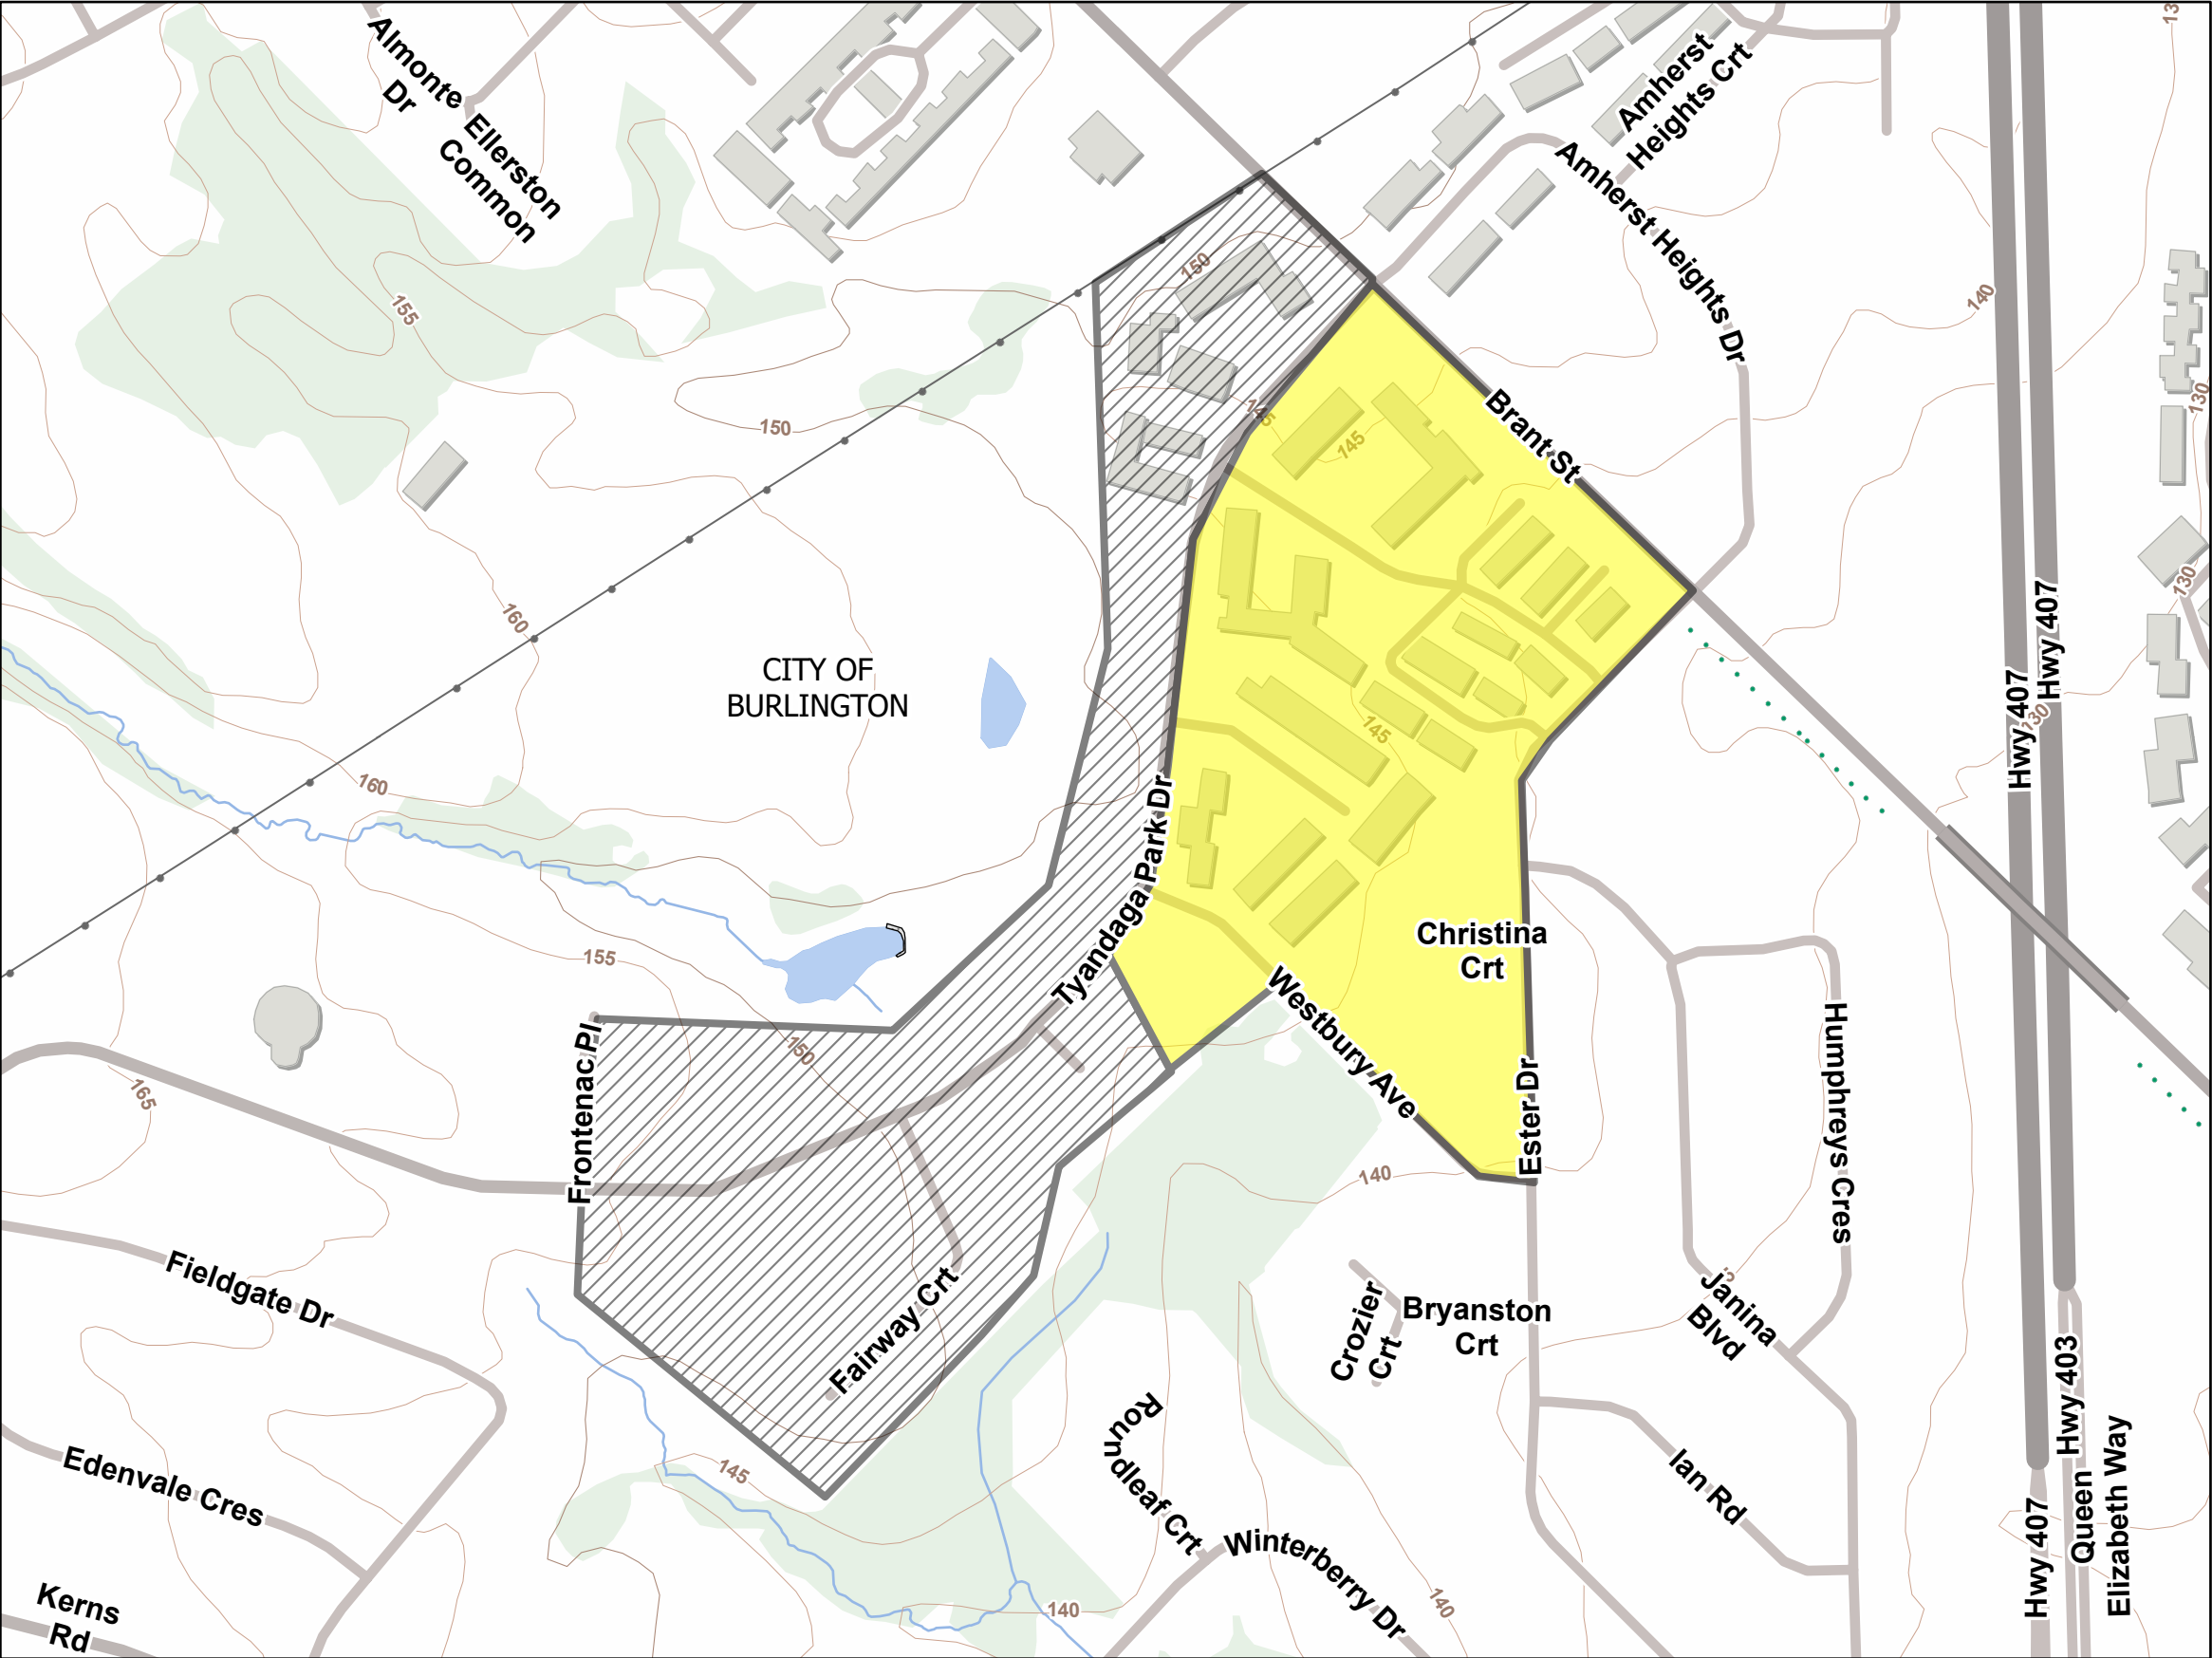 Almonte
Dr
Ellerston
Common
Amherst
Heights Crt
Amherst Heights Dr
13
140
130
155
150
150
145
145
Brant St
130
Hwy 407
Hwy 407
130
160
CITY OF
BURLINGTON
145
160
Tyandaga Park Dr
Christina
Crt
155
Westbury Ave
150
Frontenac Pl
165
Ester Dr
Humphreys Cres
140
Fieldgate Dr
Fairway Crt
Crozier
Crt
Bryanston
Crt
Janina
Blvd
Hwy 403
Roundleaf Crt
Edenvale Cres
145
Ian Rd
Queen
Elizabeth Way
Hwy 407
Winterberry Dr
140
140
Kerns
Rd